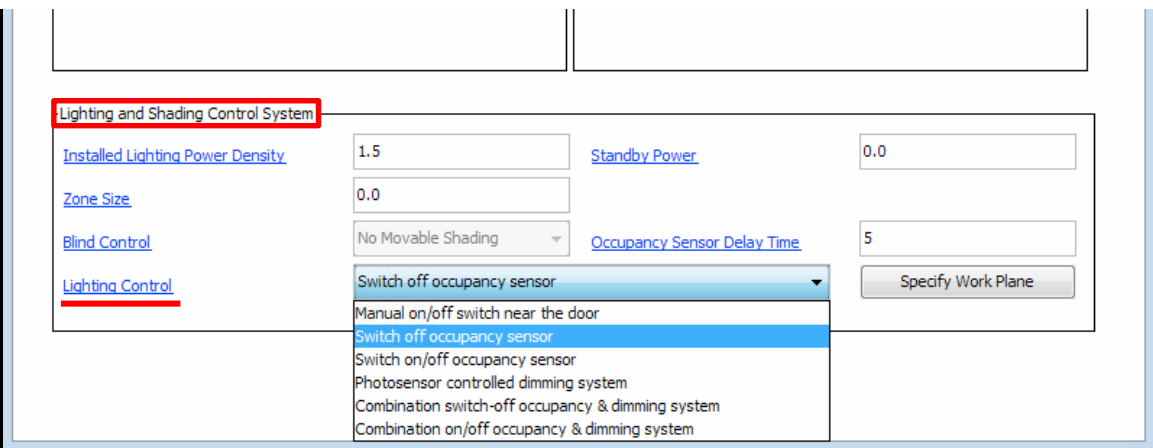 Lighting and Shading Control System
Installed Lighting Power Density 1.5 Standby Power 0.0
Zone Size 0.0
Blind Control No Movable Shading Occupancy Sensor Delay Time 5
Lighting Control Switch off occupancy sensor Specify Work Plane
Manual on/off switch near the door
Switch off occupancy sensor
Switch on/off occupancy sensor
Photosensor controlled dimming system
Combination switch-off occupancy & dimming system
Combination on/off occupancy & dimming system